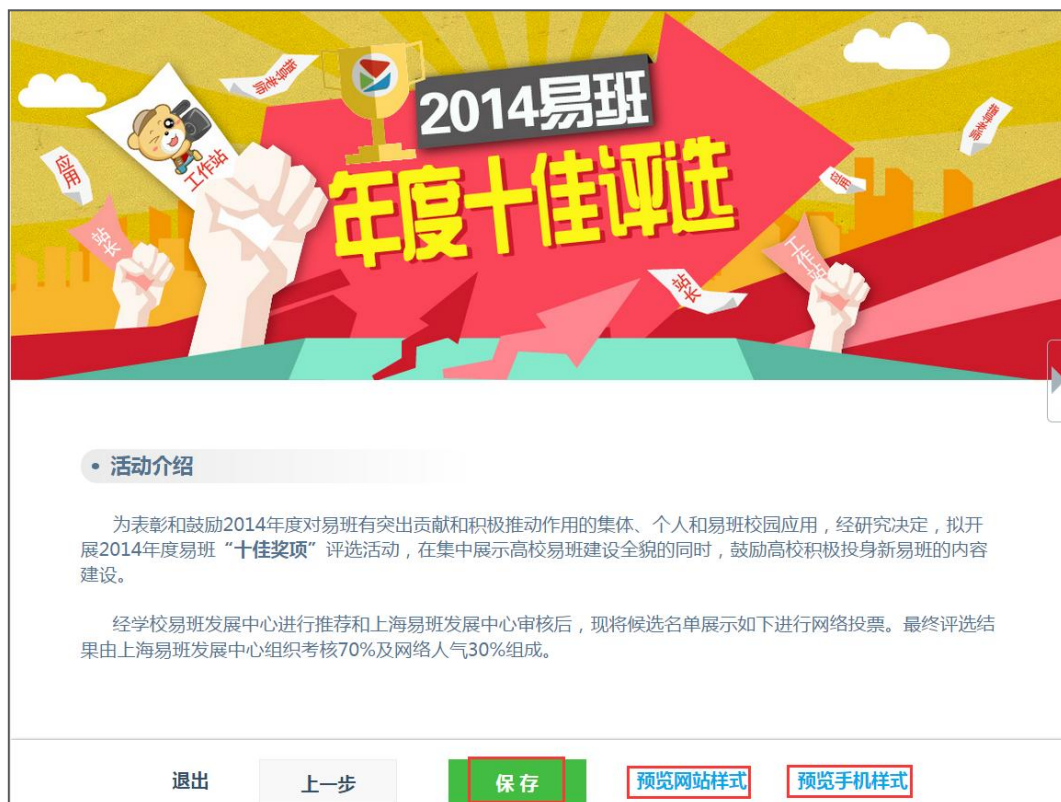 指导老师
2014易班
指导老师
应用
工作站
年度十佳评选
应用
站长
工作站
站长
• 活动介绍
为表彰和鼓励2014年度对易班有突出贡献和积极推动作用的集体、个人和易班校园应用，经研究决定，拟开
展2014年度易班“十佳奖项”评选活动，在集中展示高校易班建设全貌的同时，鼓励高校积极投身新易班的内容
建设。
经学校易班发展中心进行推荐和上海易班发展中心审核后，现将候选名单展示如下进行网络投票。最终评选结
果由上海易班发展中心组织考核70%及网络人气30%组成。
退出 上一步 保存 预览网站样式 预览手机样式